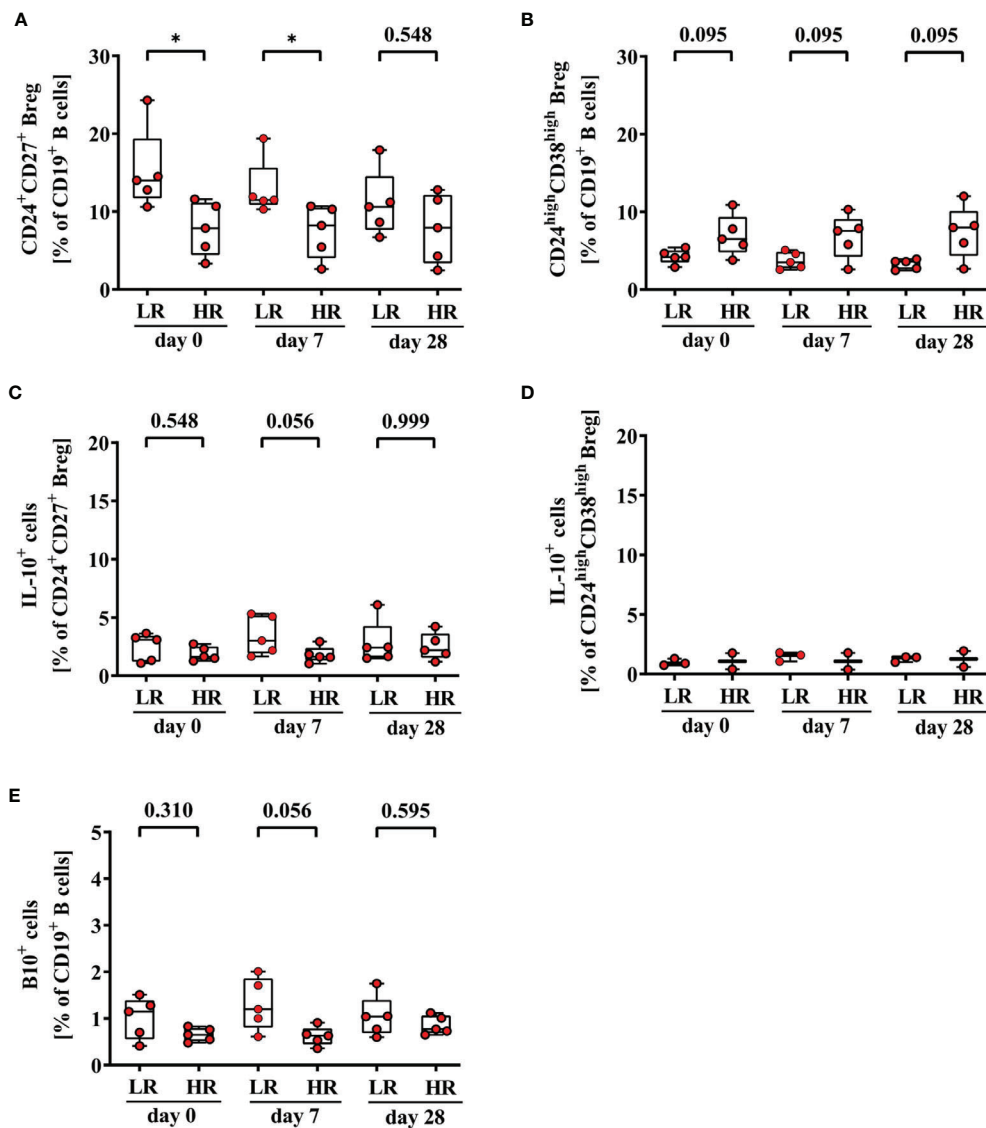 A
CD24⁺CD27⁺ Breg
[% of CD19⁺ B cells]
30
20
10
0
*
*
0.548
LR HR LR HR LR HR
day 0 day 7 day 28
B
CD24ʰⁱᵍʰCD38ʰⁱᵍʰ Breg
[% of CD19⁺ B cells]
30
20
10
0
0.095
0.095
0.095
LR HR LR HR LR HR
day 0 day 7 day 28
C
IL-10⁺ cells
[% of CD24⁺CD27⁺ Breg]
20
15
10
5
0
0.548
0.056
0.999
LR HR LR HR LR HR
day 0 day 7 day 28
D
IL-10⁺ cells
[% of CD24ʰⁱᵍʰCD38ʰⁱᵍʰ Breg]
20
15
10
5
0
LR HR LR HR LR HR
day 0 day 7 day 28
E
B10⁺ cells
[% of CD19⁺ B cells]
5
4
3
2
1
0
0.310
0.056
0.595
LR HR LR HR LR HR
day 0 day 7 day 28